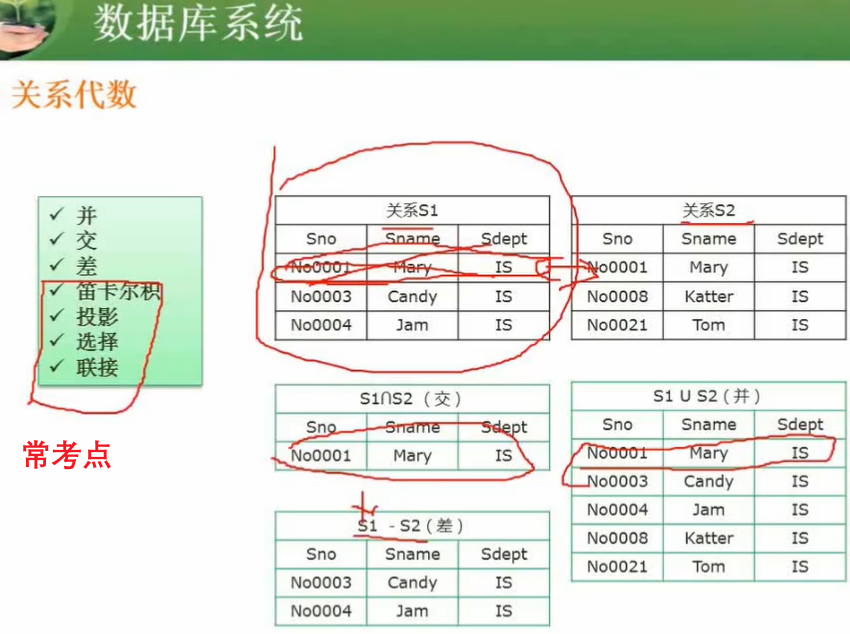 数据库系统
关系代数
✓ 并
✓ 交
✓ 差
✓ 笛卡尔积
✓ 投影
✓ 选择
✓ 联接
常考点
关系S1
Sno Sname Sdept
No0001 Mary IS
No0003 Candy IS
No0004 Jam IS
关系S2
Sno Sname Sdept
No0001 Mary IS
No0008 Katter IS
No0021 Tom IS
S1∩S2 （交）
Sno Sname Sdept
No0001 Mary IS
S1 - S2（差）
Sno Sname Sdept
No0003 Candy IS
No0004 Jam IS
S1 U S2（并）
Sno Sname Sdept
No0001 Mary IS
No0003 Candy IS
No0004 Jam IS
No0008 Katter IS
No0021 Tom IS